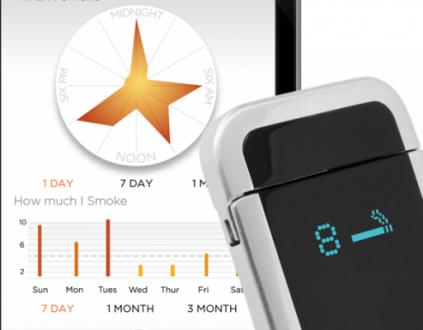 MIDNIGHT
SIX PM
SIX AM
NOON
1 DAY 7 DAY 1 M
How much I Smoke
10
6
2
Sun Mon Tues Wed Thur Fri Sat
7 DAY 1 MONTH 3 MONTH
8